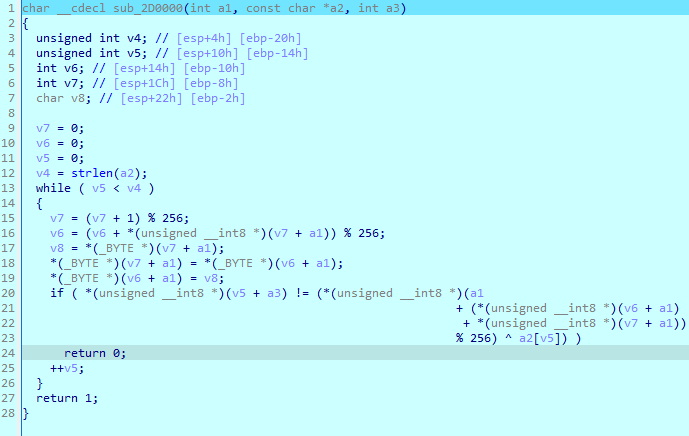 1 char __cdecl sub_2D0000(int a1, const char *a2, int a3)
2 {
3   unsigned int v4; // [esp+4h] [ebp-20h]
4   unsigned int v5; // [esp+10h] [ebp-14h]
5   int v6; // [esp+14h] [ebp-10h]
6   int v7; // [esp+1Ch] [ebp-8h]
7   char v8; // [esp+22h] [ebp-2h]
8
9   v7 = 0;
10   v6 = 0;
11   v5 = 0;
12   v4 = strlen(a2);
13   while ( v5 < v4 )
14   {
15     v7 = (v7 + 1) % 256;
16     v6 = (v6 + *(unsigned __int8 *)(v7 + a1)) % 256;
17     v8 = *(_BYTE *)(v7 + a1);
18     *(_BYTE *)(v7 + a1) = *(_BYTE *)(v6 + a1);
19     *(_BYTE *)(v6 + a1) = v8;
20     if ( *(unsigned __int8 *)(v5 + a3) != (*(unsigned __int8 *)(a1
21                                                           + (*(unsigned __int8 *)(v6 + a1)
22                                                            + *(unsigned __int8 *)(v7 + a1))
23                                                           % 256) ^ a2[v5]) )
24       return 0;
25     ++v5;
26   }
27   return 1;
28 }